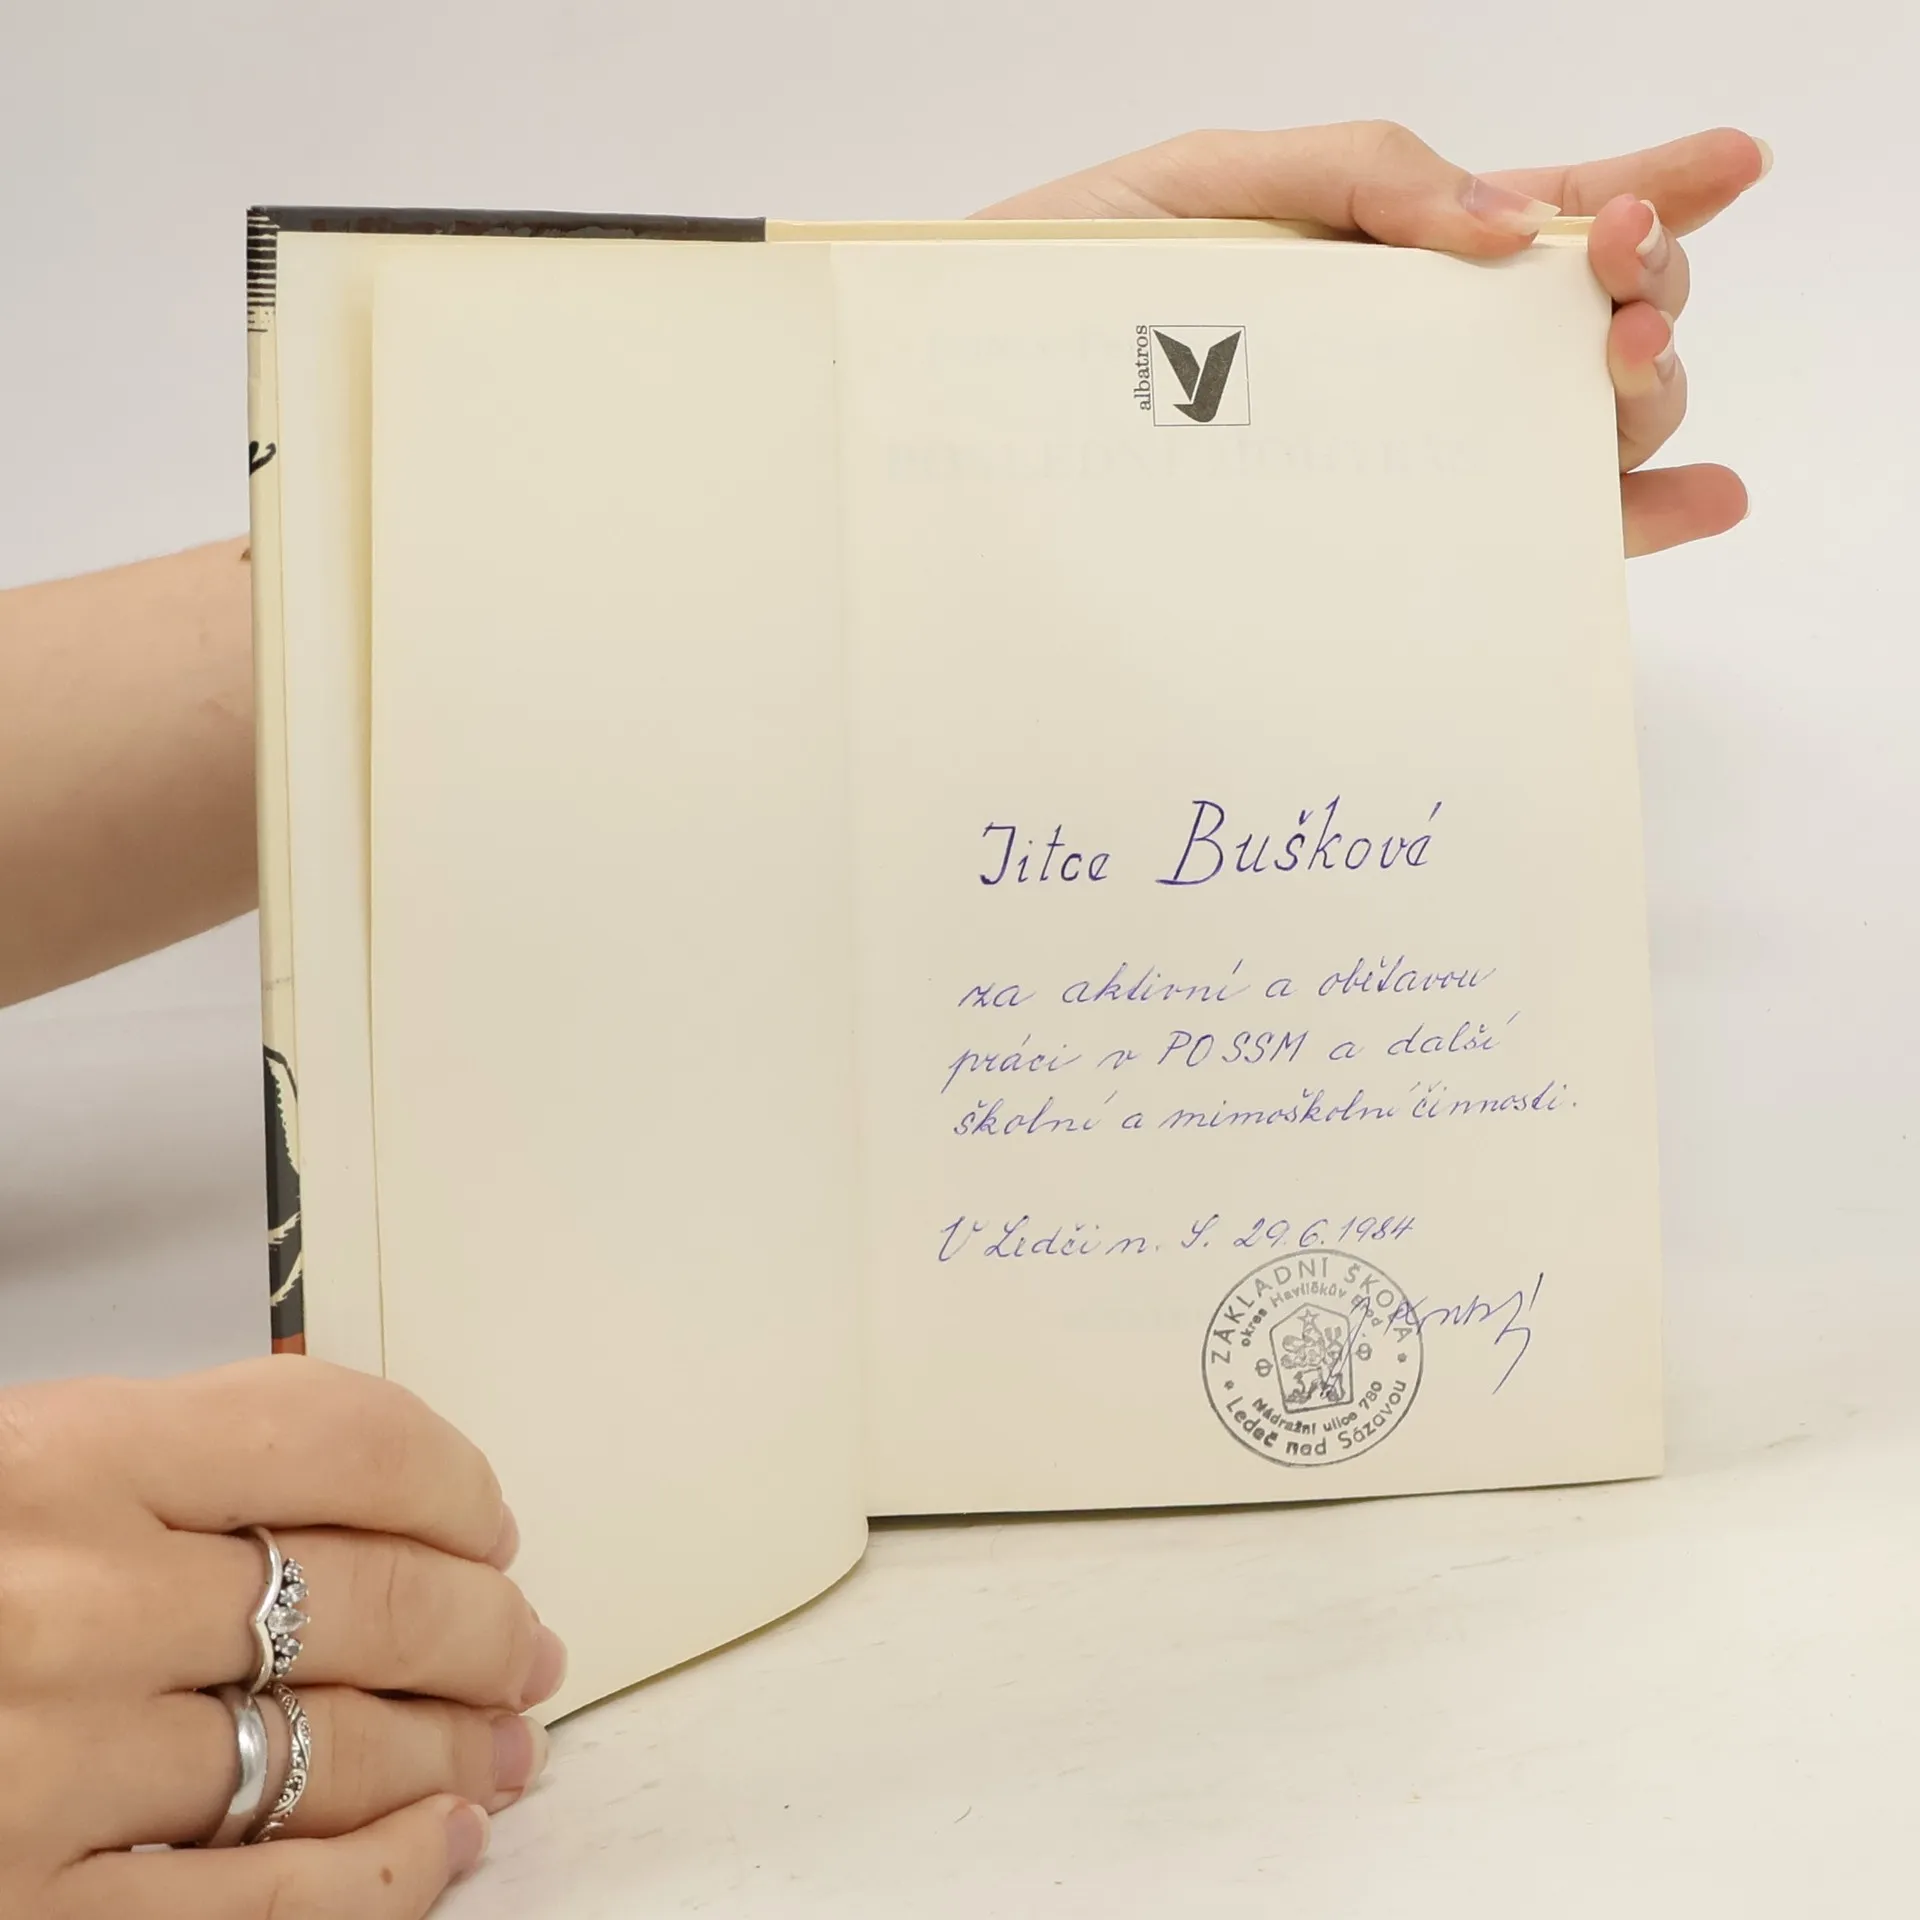 albatros
Jitce Buškové
za aktivní a obětavou
práci v PO SSM a další
školní a mimoškolní činnosti.
V Ledči n. S. 29.6.1984
ZÁKLADNÍ ŠKOLA
okres Havlíčkův Brod
Nádražní ulice 780
Ledeč nad Sázavou